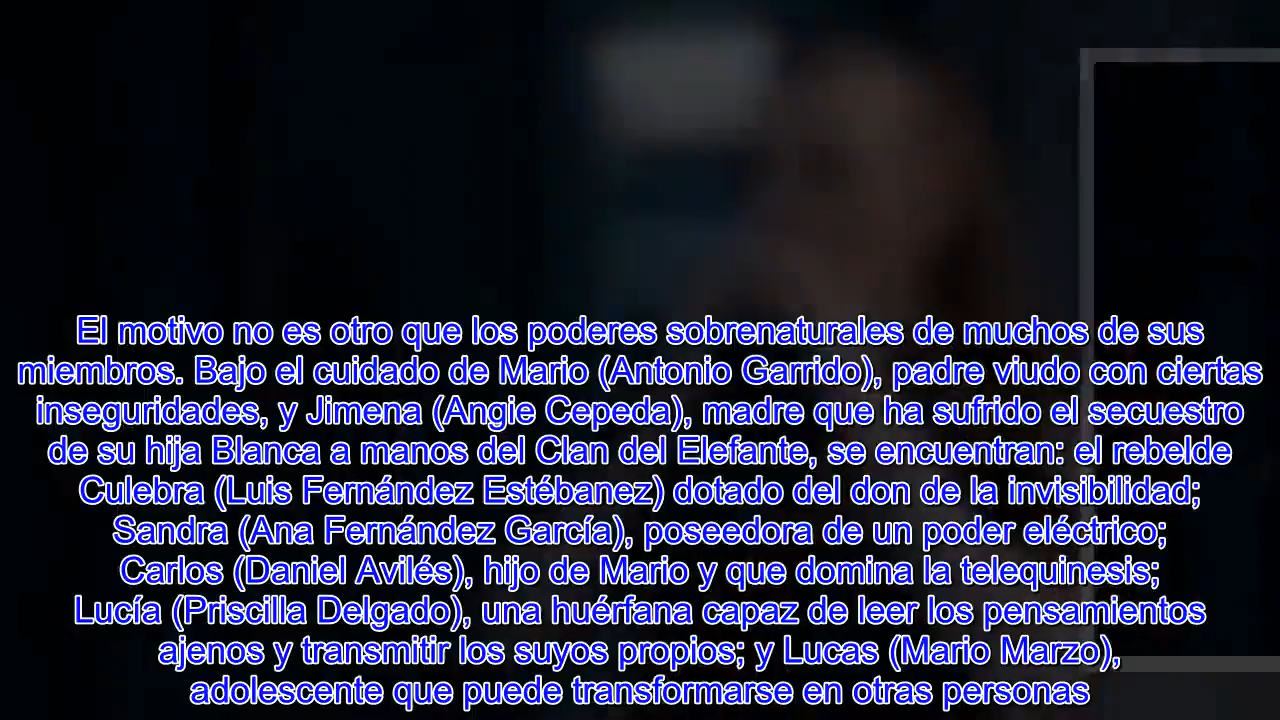 El motivo no es otro que los poderes sobrenaturales de muchos de sus
miembros. Bajo el cuidado de Mario (Antonio Garrido), padre viudo con ciertas
inseguridades, y Jimena (Angie Cepeda), madre que ha sufrido el secuestro
de su hija Blanca a manos del Clan del Elefante, se encuentran: el rebelde
Culebra (Luis Fernández Estébanez) dotado del don de la invisibilidad;
Sandra (Ana Fernández García), poseedora de un poder eléctrico;
Carlos (Daniel Avilés), hijo de Mario y que domina la telequinesis;
Lucía (Priscilla Delgado), una huérfana capaz de leer los pensamientos
ajenos y transmitir los suyos propios; y Lucas (Mario Marzo),
adolescente que puede transformarse en otras personas